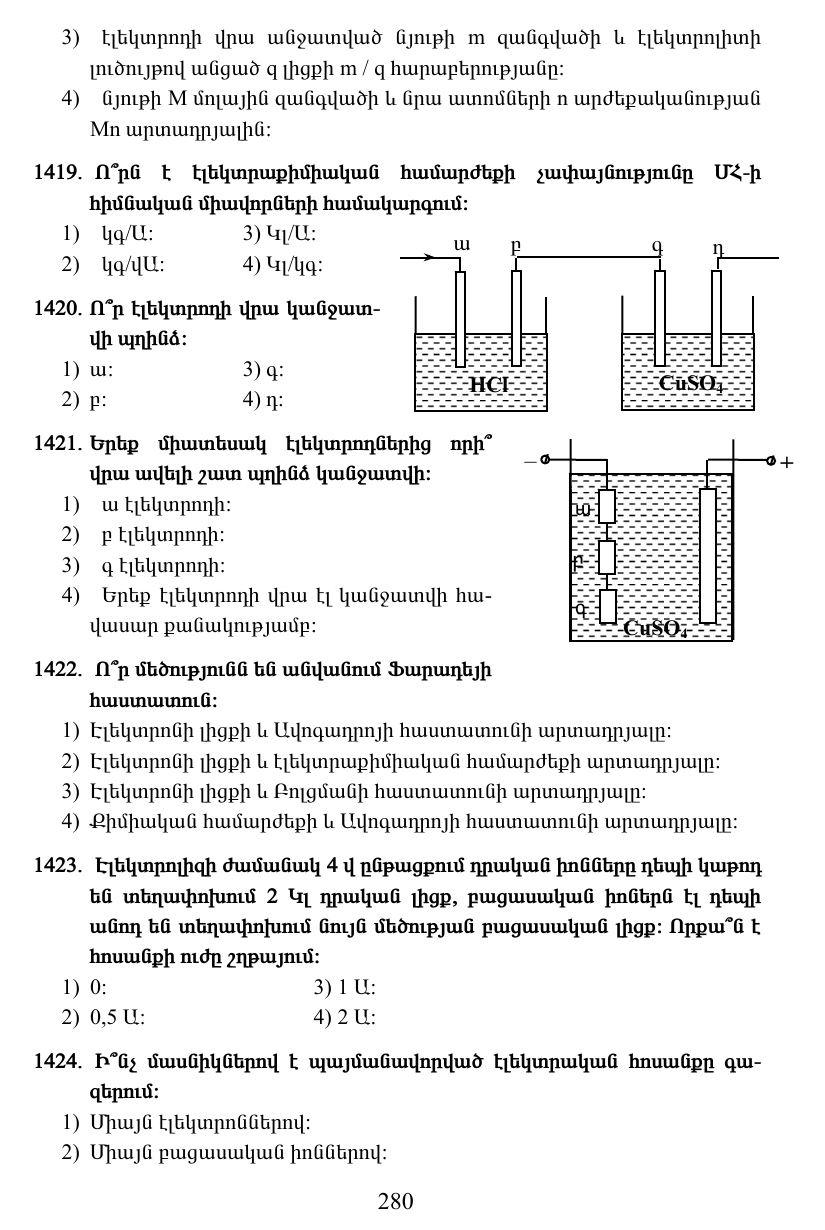 3) էլեկտրոդի վրա անջատված նյութի m զանգվածի և էլեկտրոլիտի
լուծույթով անցած q լիցքի m / q հարաբերությանը:
4) նյութի M մոլային զանգվածի և նրա ատոմների n արժեքականության
Mn արտադրյալին:
1419. Ո՞րն է էլեկտրաքիմիական համարժեքի չափայնությունը ՄՀ-ի
հիմնական միավորների համակարգում:
1) կգ/Ա: 3) Կլ/Ա:
2) կգ/վԱ: 4) Կլ/կգ:
ա բ գ դ
HCl CuSO₄
1420. Ո՞ր էլեկտրոդի վրա կանջատ-
վի պղինձ:
1) ա: 3) գ:
2) բ: 4) դ:
1421. Երեք միատեսակ էլեկտրոդներից որի՞
վրա ավելի շատ պղինձ կանջատվի:
1) ա էլեկտրոդի:
2) բ էլեկտրոդի:
3) գ էլեկտրոդի:
4) Երեք էլեկտրոդի վրա էլ կանջատվի հա-
վասար քանակությամբ:
– +
ա
բ
գ
CuSO₄
1422. Ո՞ր մեծությունն են անվանում Ֆարադեյի
հաստատուն:
1) Էլեկտրոնի լիցքի և Ավոգադրոյի հաստատունի արտադրյալը:
2) Էլեկտրոնի լիցքի և էլեկտրաքիմիական համարժեքի արտադրյալը:
3) Էլեկտրոնի լիցքի և Բոլցմանի հաստատունի արտադրյալը:
4) Քիմիական համարժեքի և Ավոգադրոյի հաստատունի արտադրյալը:
1423. Էլեկտրոլիզի ժամանակ 4 վ ընթացքում դրական իոնները դեպի կաթոդ
են տեղափոխում 2 Կլ դրական լիցք, բացասական իոներն էլ դեպի
անոդ են տեղափոխում նույն մեծության բացասական լիցք: Որքա՞ն է
հոսանքի ուժը շղթայում:
1) 0: 3) 1 Ա:
2) 0,5 Ա: 4) 2 Ա:
1424. Ի՞նչ մասնիկներով է պայմանավորված էլեկտրական հոսանքը գա-
զերում:
1) Միայն էլեկտրոններով:
2) Միայն բացասական իոններով:
280